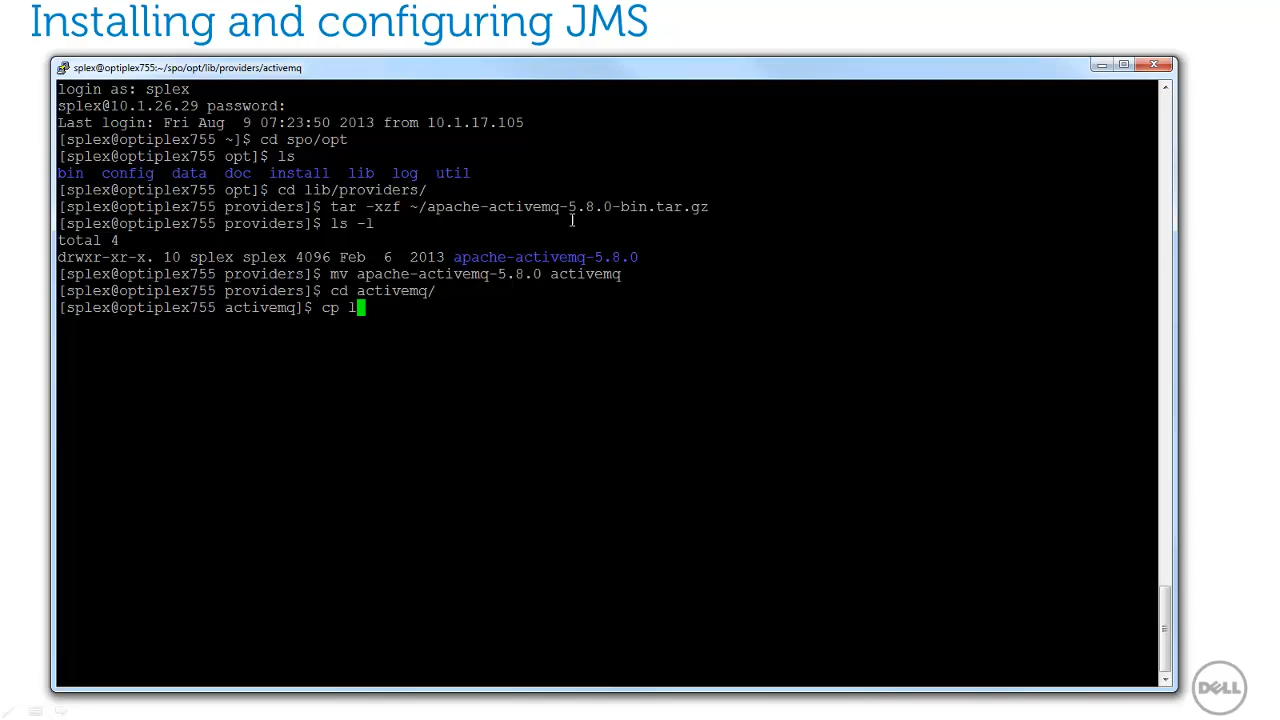 Installing and configuring JMS
splex@optiplex755:~/spo/opt/lib/providers/activemq
login as: splex
splex@10.1.26.29 password:
Last login: Fri Aug  9 07:23:50 2013 from 10.1.17.105
[splex@optiplex755 ~]$ cd spo/opt
[splex@optiplex755 opt]$ ls
bin  config  data  doc  install  lib  log  util
[splex@optiplex755 opt]$ cd lib/providers/
[splex@optiplex755 providers]$ tar -xzf ~/apache-activemq-5.8.0-bin.tar.gz
[splex@optiplex755 providers]$ ls -l
total 4
drwxr-xr-x. 10 splex splex 4096 Feb  6  2013 apache-activemq-5.8.0
[splex@optiplex755 providers]$ mv apache-activemq-5.8.0 activemq
[splex@optiplex755 providers]$ cd activemq/
[splex@optiplex755 activemq]$ cp l
DELL